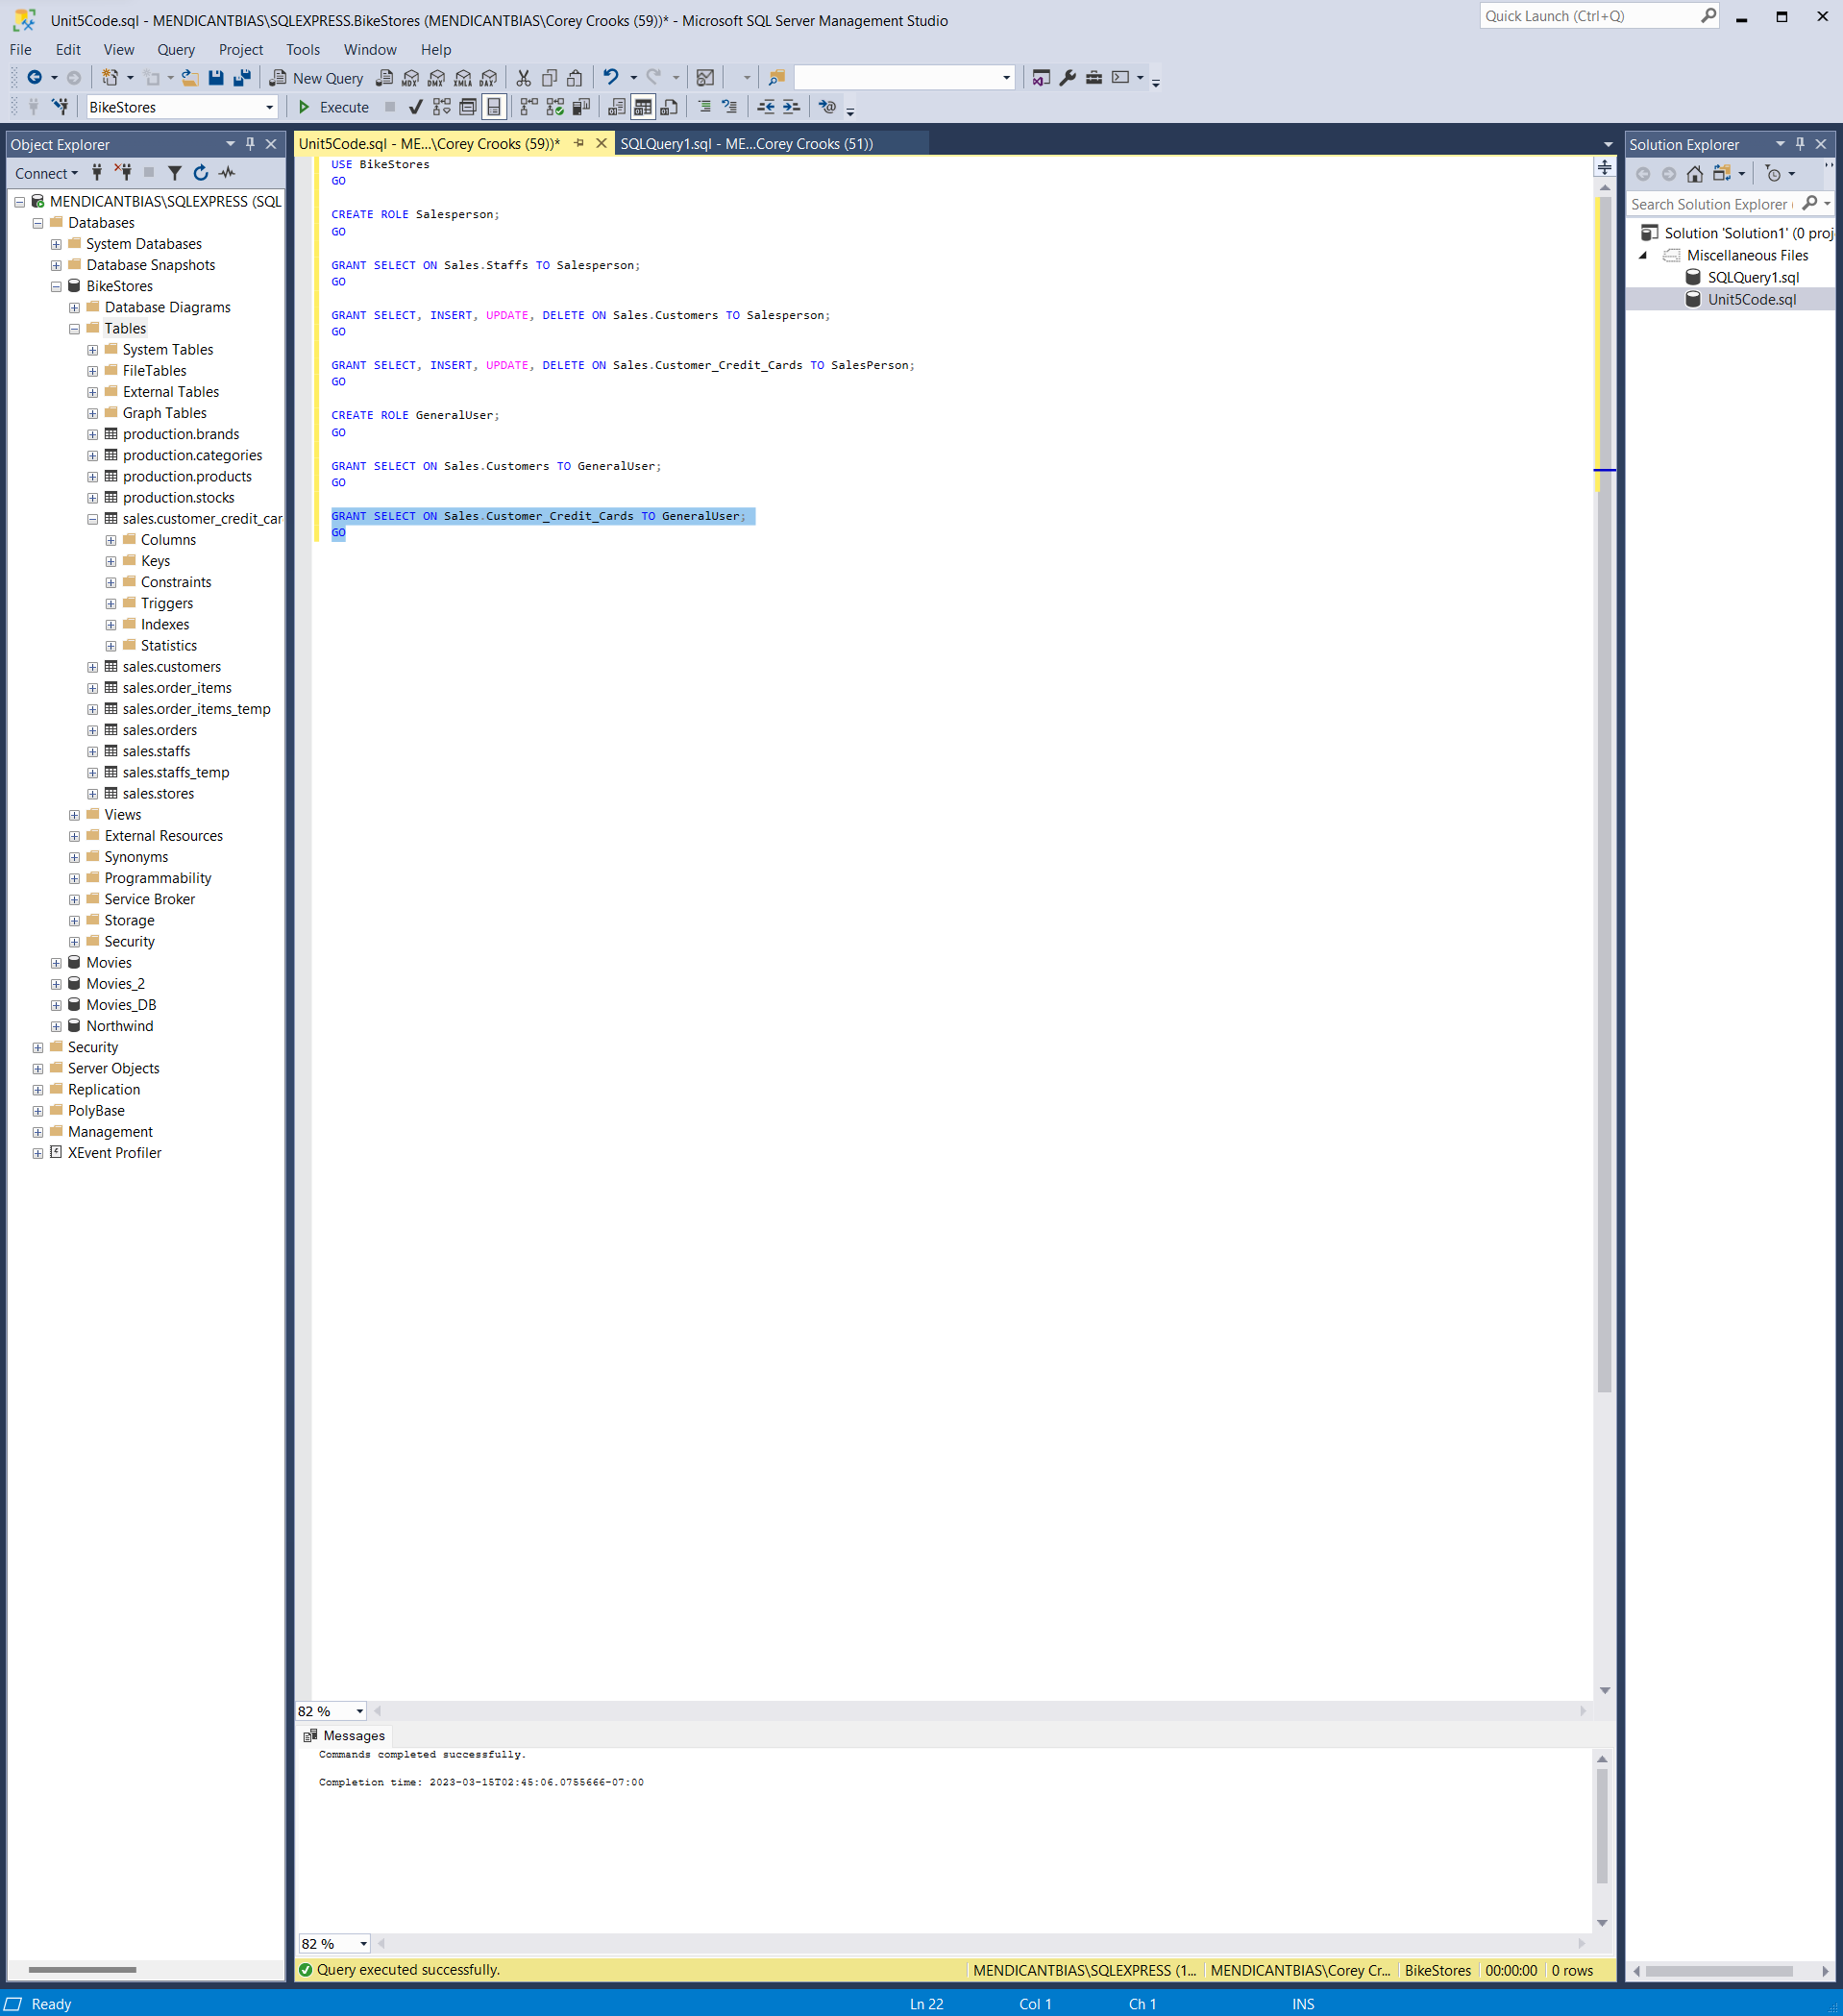 Unit5Code.sql - MENDICANTBIAS\SQLEXPRESS.BikeStores (MENDICANTBIAS\Corey Crooks (59))* - Microsoft SQL Server Management Studio
Quick Launch (Ctrl+Q)
File Edit View Query Project Tools Window Help
New Query MDX DMX XMLA DAX
BikeStores Execute
Object Explorer
Connect
MENDICANTBIAS\SQLEXPRESS (SQL
Databases
System Databases
Database Snapshots
BikeStores
Database Diagrams
Tables
System Tables
FileTables
External Tables
Graph Tables
production.brands
production.categories
production.products
production.stocks
sales.customer_credit_car
Columns
Keys
Constraints
Triggers
Indexes
Statistics
sales.customers
sales.order_items
sales.order_items_temp
sales.orders
sales.staffs
sales.staffs_temp
sales.stores
Views
External Resources
Synonyms
Programmability
Service Broker
Storage
Security
Movies
Movies_2
Movies_DB
Northwind
Security
Server Objects
Replication
PolyBase
Management
XEvent Profiler
Unit5Code.sql - ME...\Corey Crooks (59))* SQLQuery1.sql - ME...Corey Crooks (51))
USE BikeStores
GO
CREATE ROLE Salesperson;
GO
GRANT SELECT ON Sales.Staffs TO Salesperson;
GO
GRANT SELECT, INSERT, UPDATE, DELETE ON Sales.Customers TO Salesperson;
GO
GRANT SELECT, INSERT, UPDATE, DELETE ON Sales.Customer_Credit_Cards TO SalesPerson;
GO
CREATE ROLE GeneralUser;
GO
GRANT SELECT ON Sales.Customers TO GeneralUser;
GO
GRANT SELECT ON Sales.Customer_Credit_Cards TO GeneralUser;
GO
82 %
Messages
Commands completed successfully.
Completion time: 2023-03-15T02:45:06.0755666-07:00
82 %
Query executed successfully. MENDICANTBIAS\SQLEXPRESS (1... MENDICANTBIAS\Corey Cr... BikeStores 00:00:00 0 rows
Solution Explorer
Search Solution Explorer (
Solution 'Solution1' (0 proj
Miscellaneous Files
SQLQuery1.sql
Unit5Code.sql
Ready Ln 22 Col 1 Ch 1 INS